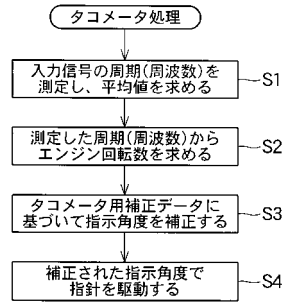 タコメータ処理
入力信号の周期(周波数)を
測定し、平均値を求める
S1
測定した周期(周波数)から
エンジン回転数を求める
S2
タコメータ用補正データに
基づいて指示角度を補正する
S3
補正された指示角度で
指針を駆動する
S4